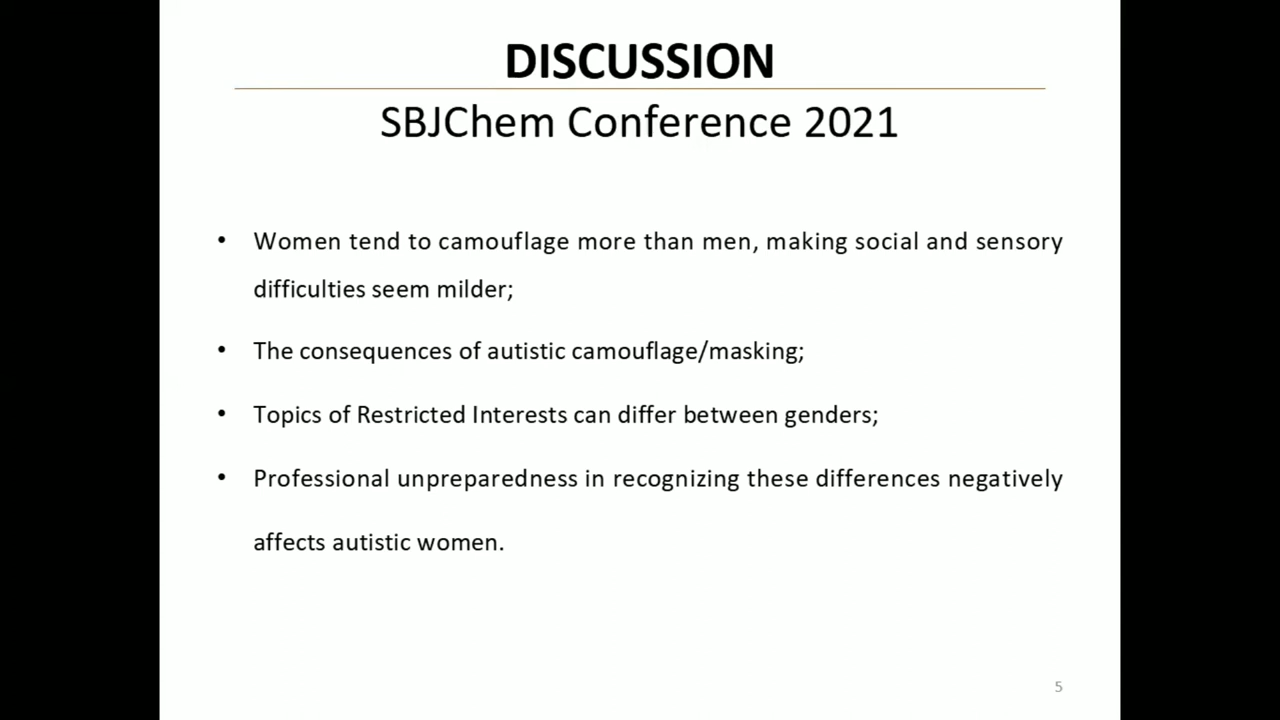 DISCUSSION
SBJChem Conference 2021
• Women tend to camouflage more than men, making social and sensory
difficulties seem milder;
• The consequences of autistic camouflage/masking;
• Topics of Restricted Interests can differ between genders;
• Professional unpreparedness in recognizing these differences negatively
affects autistic women.
5